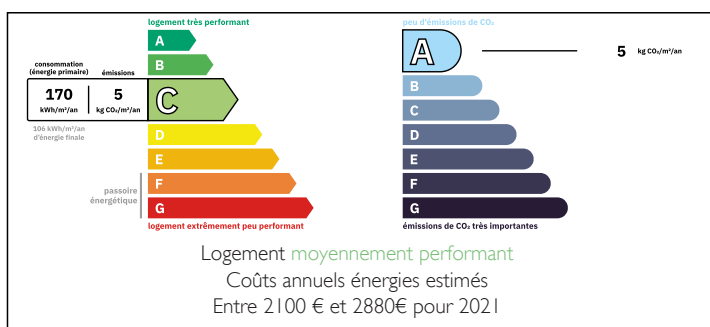 logement très performant
A
B
consommation
(énergie primaire)
émissions
170
kWh/m²/an
5
kg CO₂/m²/an
C
106 kWh/m²/an
d'énergie finale
D
E
passoire
énergétique
F
G
logement extrêmement peu performant
peu d'émissions de CO₂
A
5 kg CO₂/m²/an
B
C
D
E
F
G
émissions de CO₂ très importantes
Logement moyennement performant
Coûts annuels énergies estimés
Entre 2100 € et 2880€ pour 2021